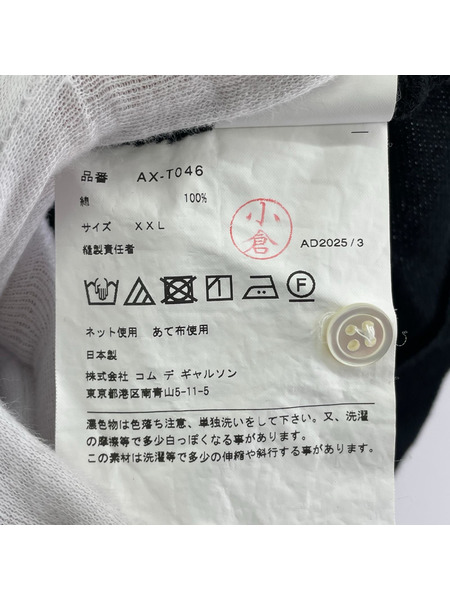 品番 AX-T046
綿 100%
サイズ XXL
縫製責任者
小倉
AD2025/3
ネット使用 あて布使用
日本製
株式会社 コム デ ギャルソン
東京都港区南青山5-11-5
濃色物は色落ち注意、単独洗いをして下さい。又、洗濯
の摩擦等で多少白っぽくなる事が あります。
この素材は洗濯等で多少の伸縮や斜行する事が あります。